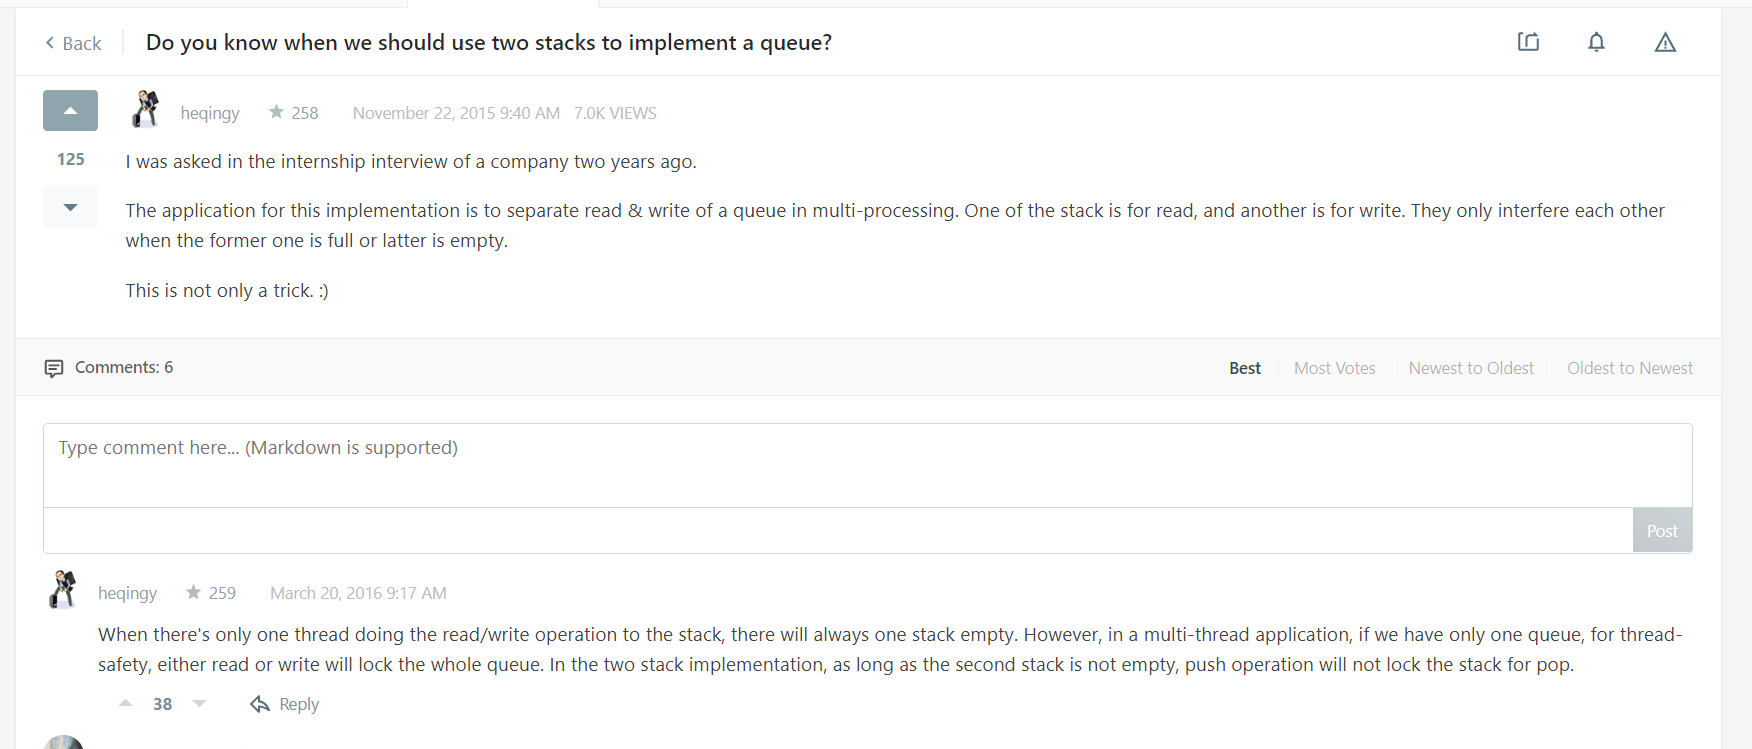 Back
Do you know when we should use two stacks to implement a queue?
heqingy 258 November 22, 2015 9:40 AM 7.0K VIEWS
125
I was asked in the internship interview of a company two years ago.
The application for this implementation is to separate read & write of a queue in multi-processing. One of the stack is for read, and another is for write. They only interfere each other
when the former one is full or latter is empty.
This is not only a trick. :)
Comments: 6
Best Most Votes Newest to Oldest Oldest to Newest
Type comment here... (Markdown is supported)
Post
heqingy 259 March 20, 2016 9:17 AM
When there's only one thread doing the read/write operation to the stack, there will always one stack empty. However, in a multi-thread application, if we have only one queue, for thread-
safety, either read or write will lock the whole queue. In the two stack implementation, as long as the second stack is not empty, push operation will not lock the stack for pop.
38 Reply